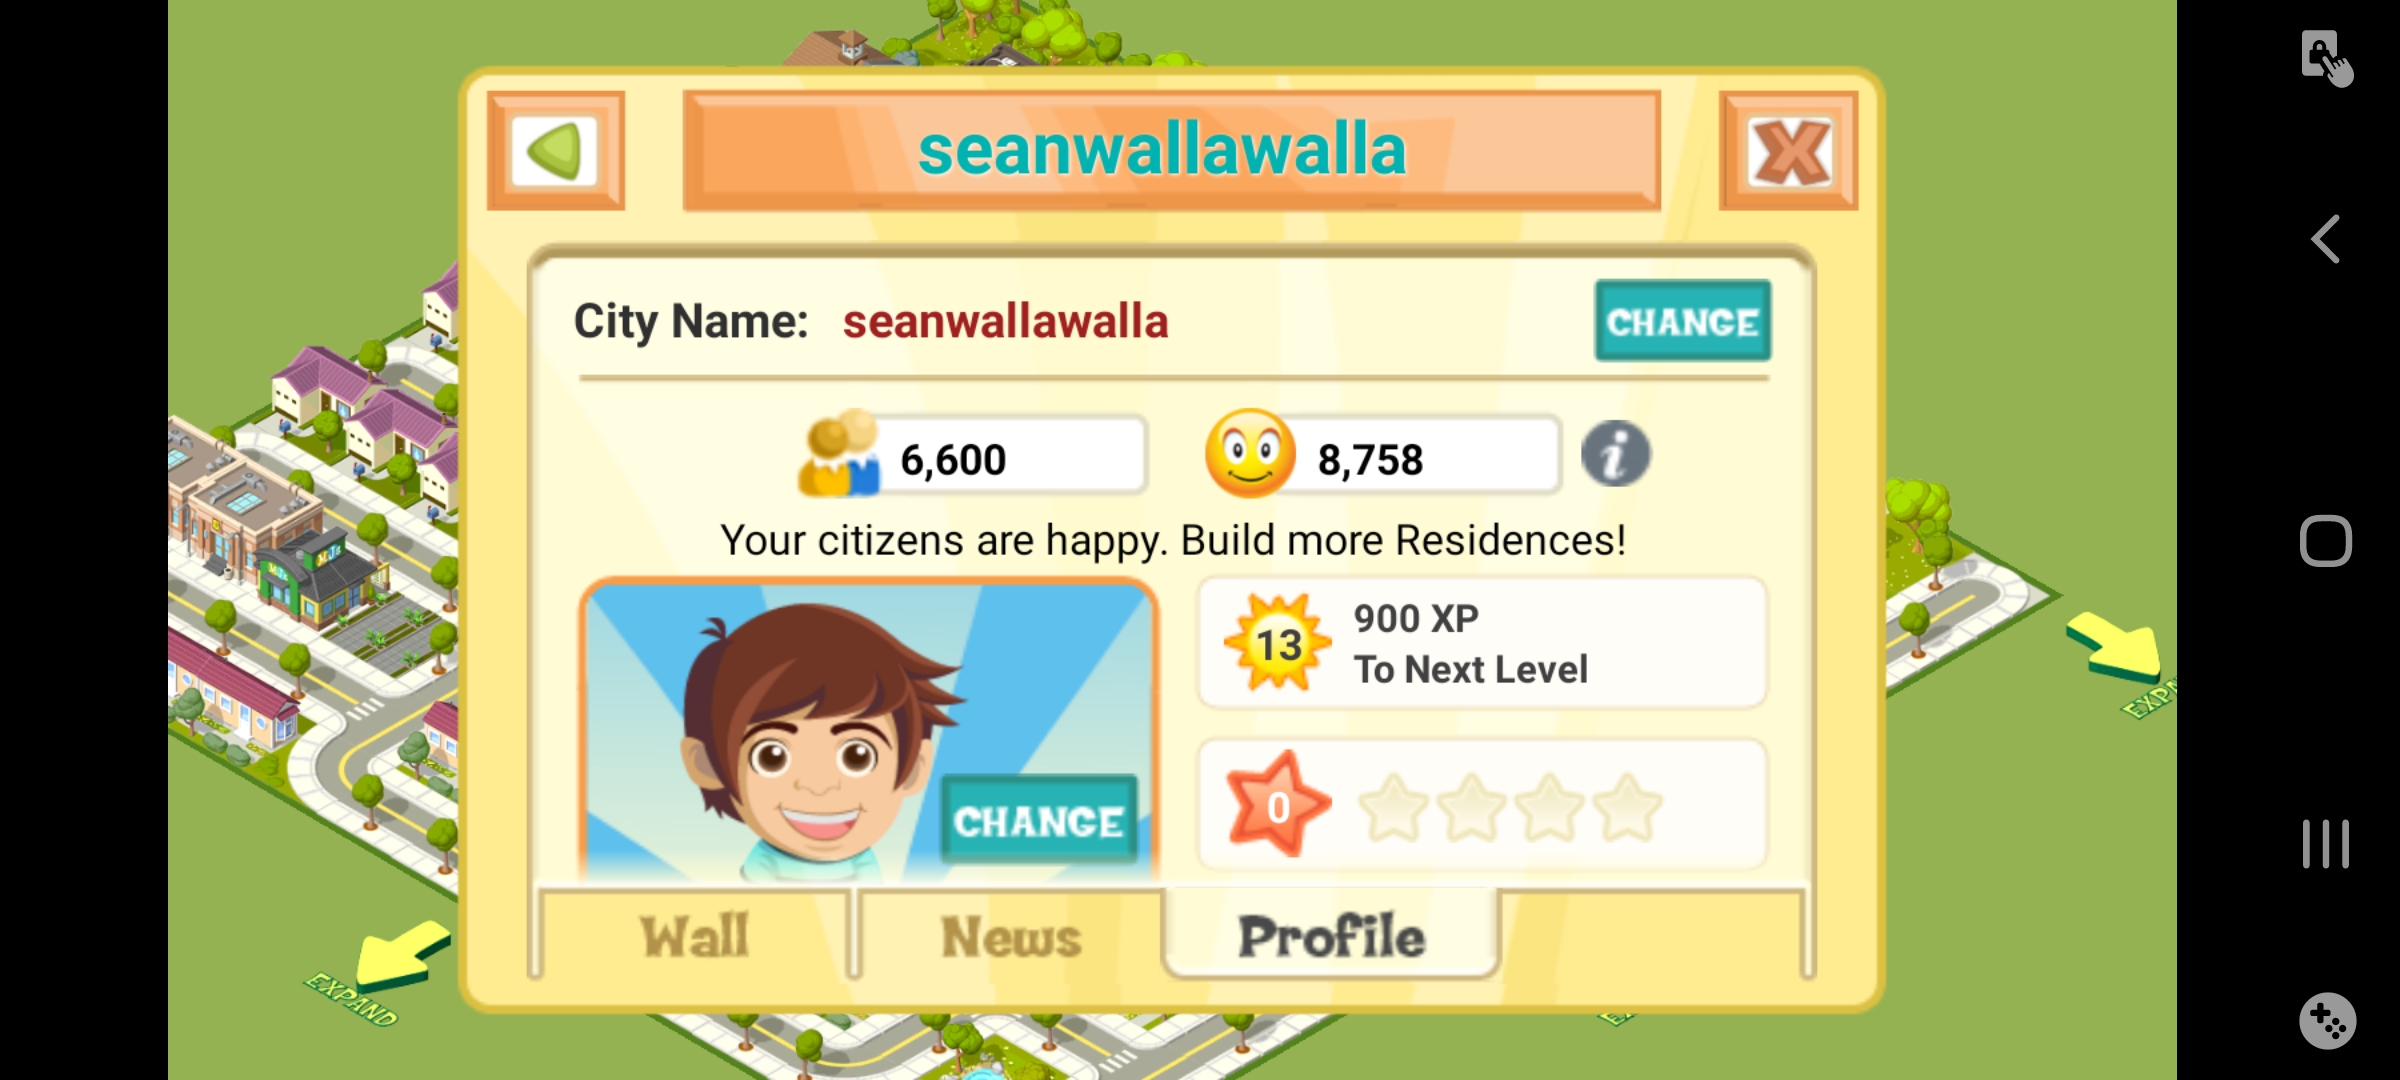 seanwallawalla
City Name: seanwallawalla
CHANGE
6,600
8,758
i
Your citizens are happy. Build more Residences!
13
900 XP
To Next Level
CHANGE
0
Wall
News
Profile
EXPAND